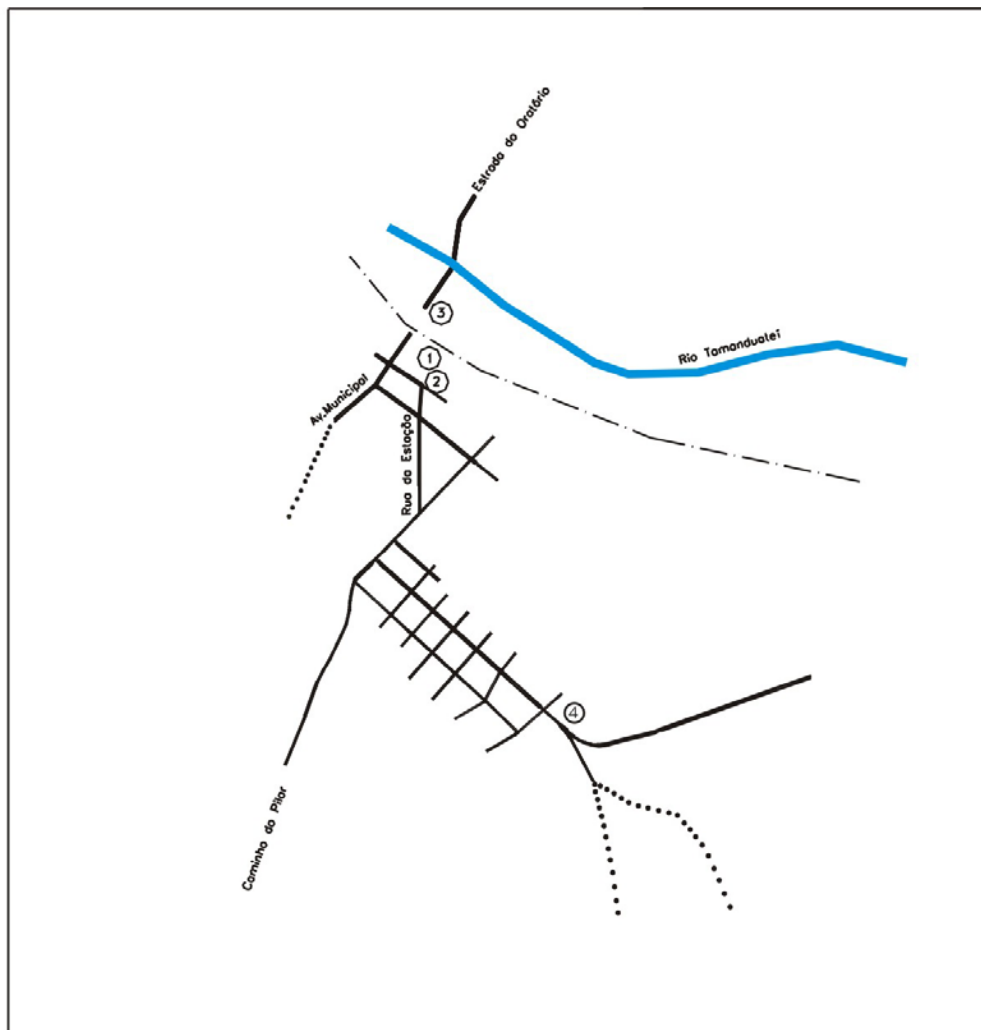 Estrada do Oratório
3
Rio Tamanduateí
1
2
Av.Municipal
Rua da Estação
4
Caminho do Pilar